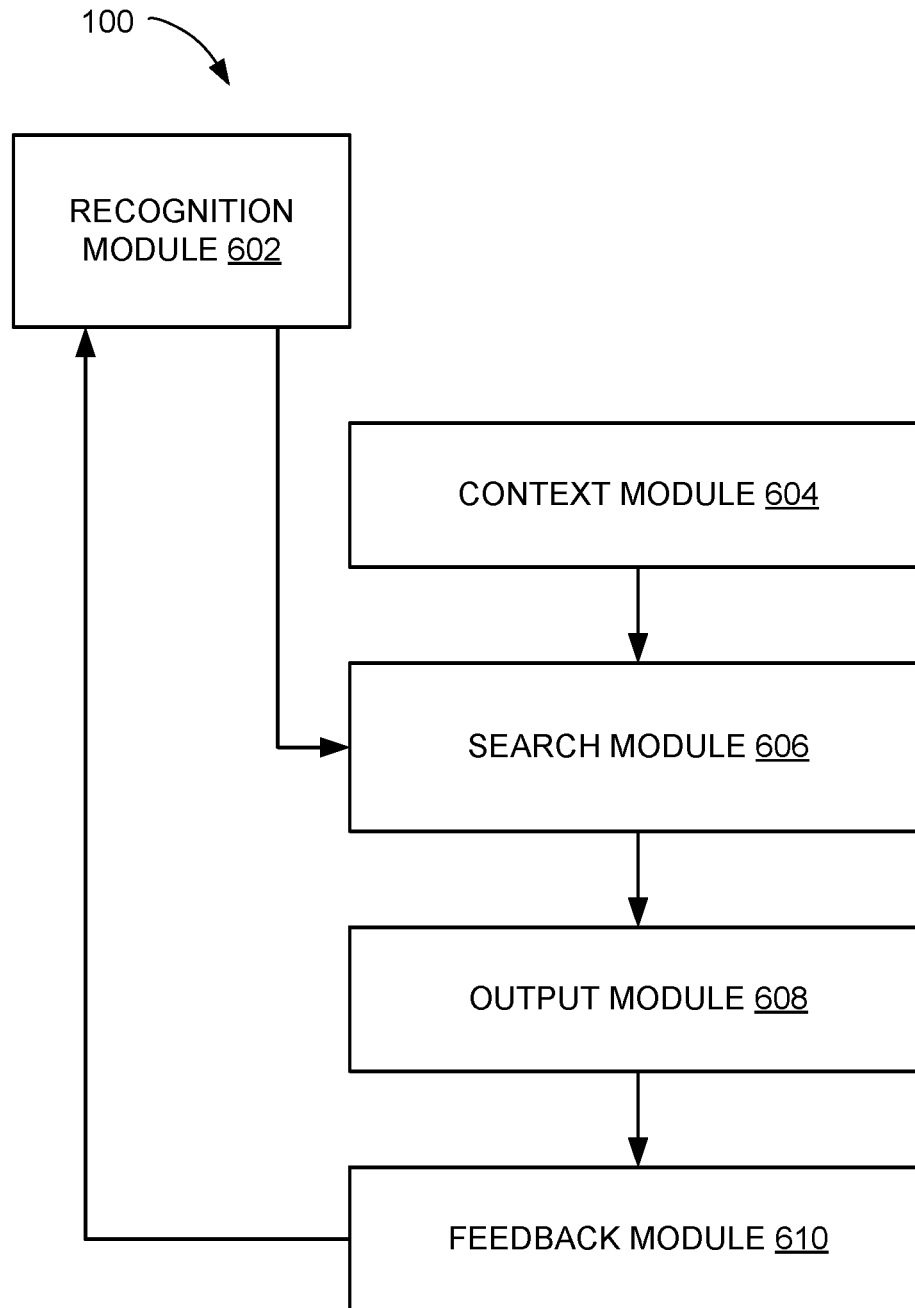 100
RECOGNITION
MODULE 602
CONTEXT MODULE 604
SEARCH MODULE 606
OUTPUT MODULE 608
FEEDBACK MODULE 610